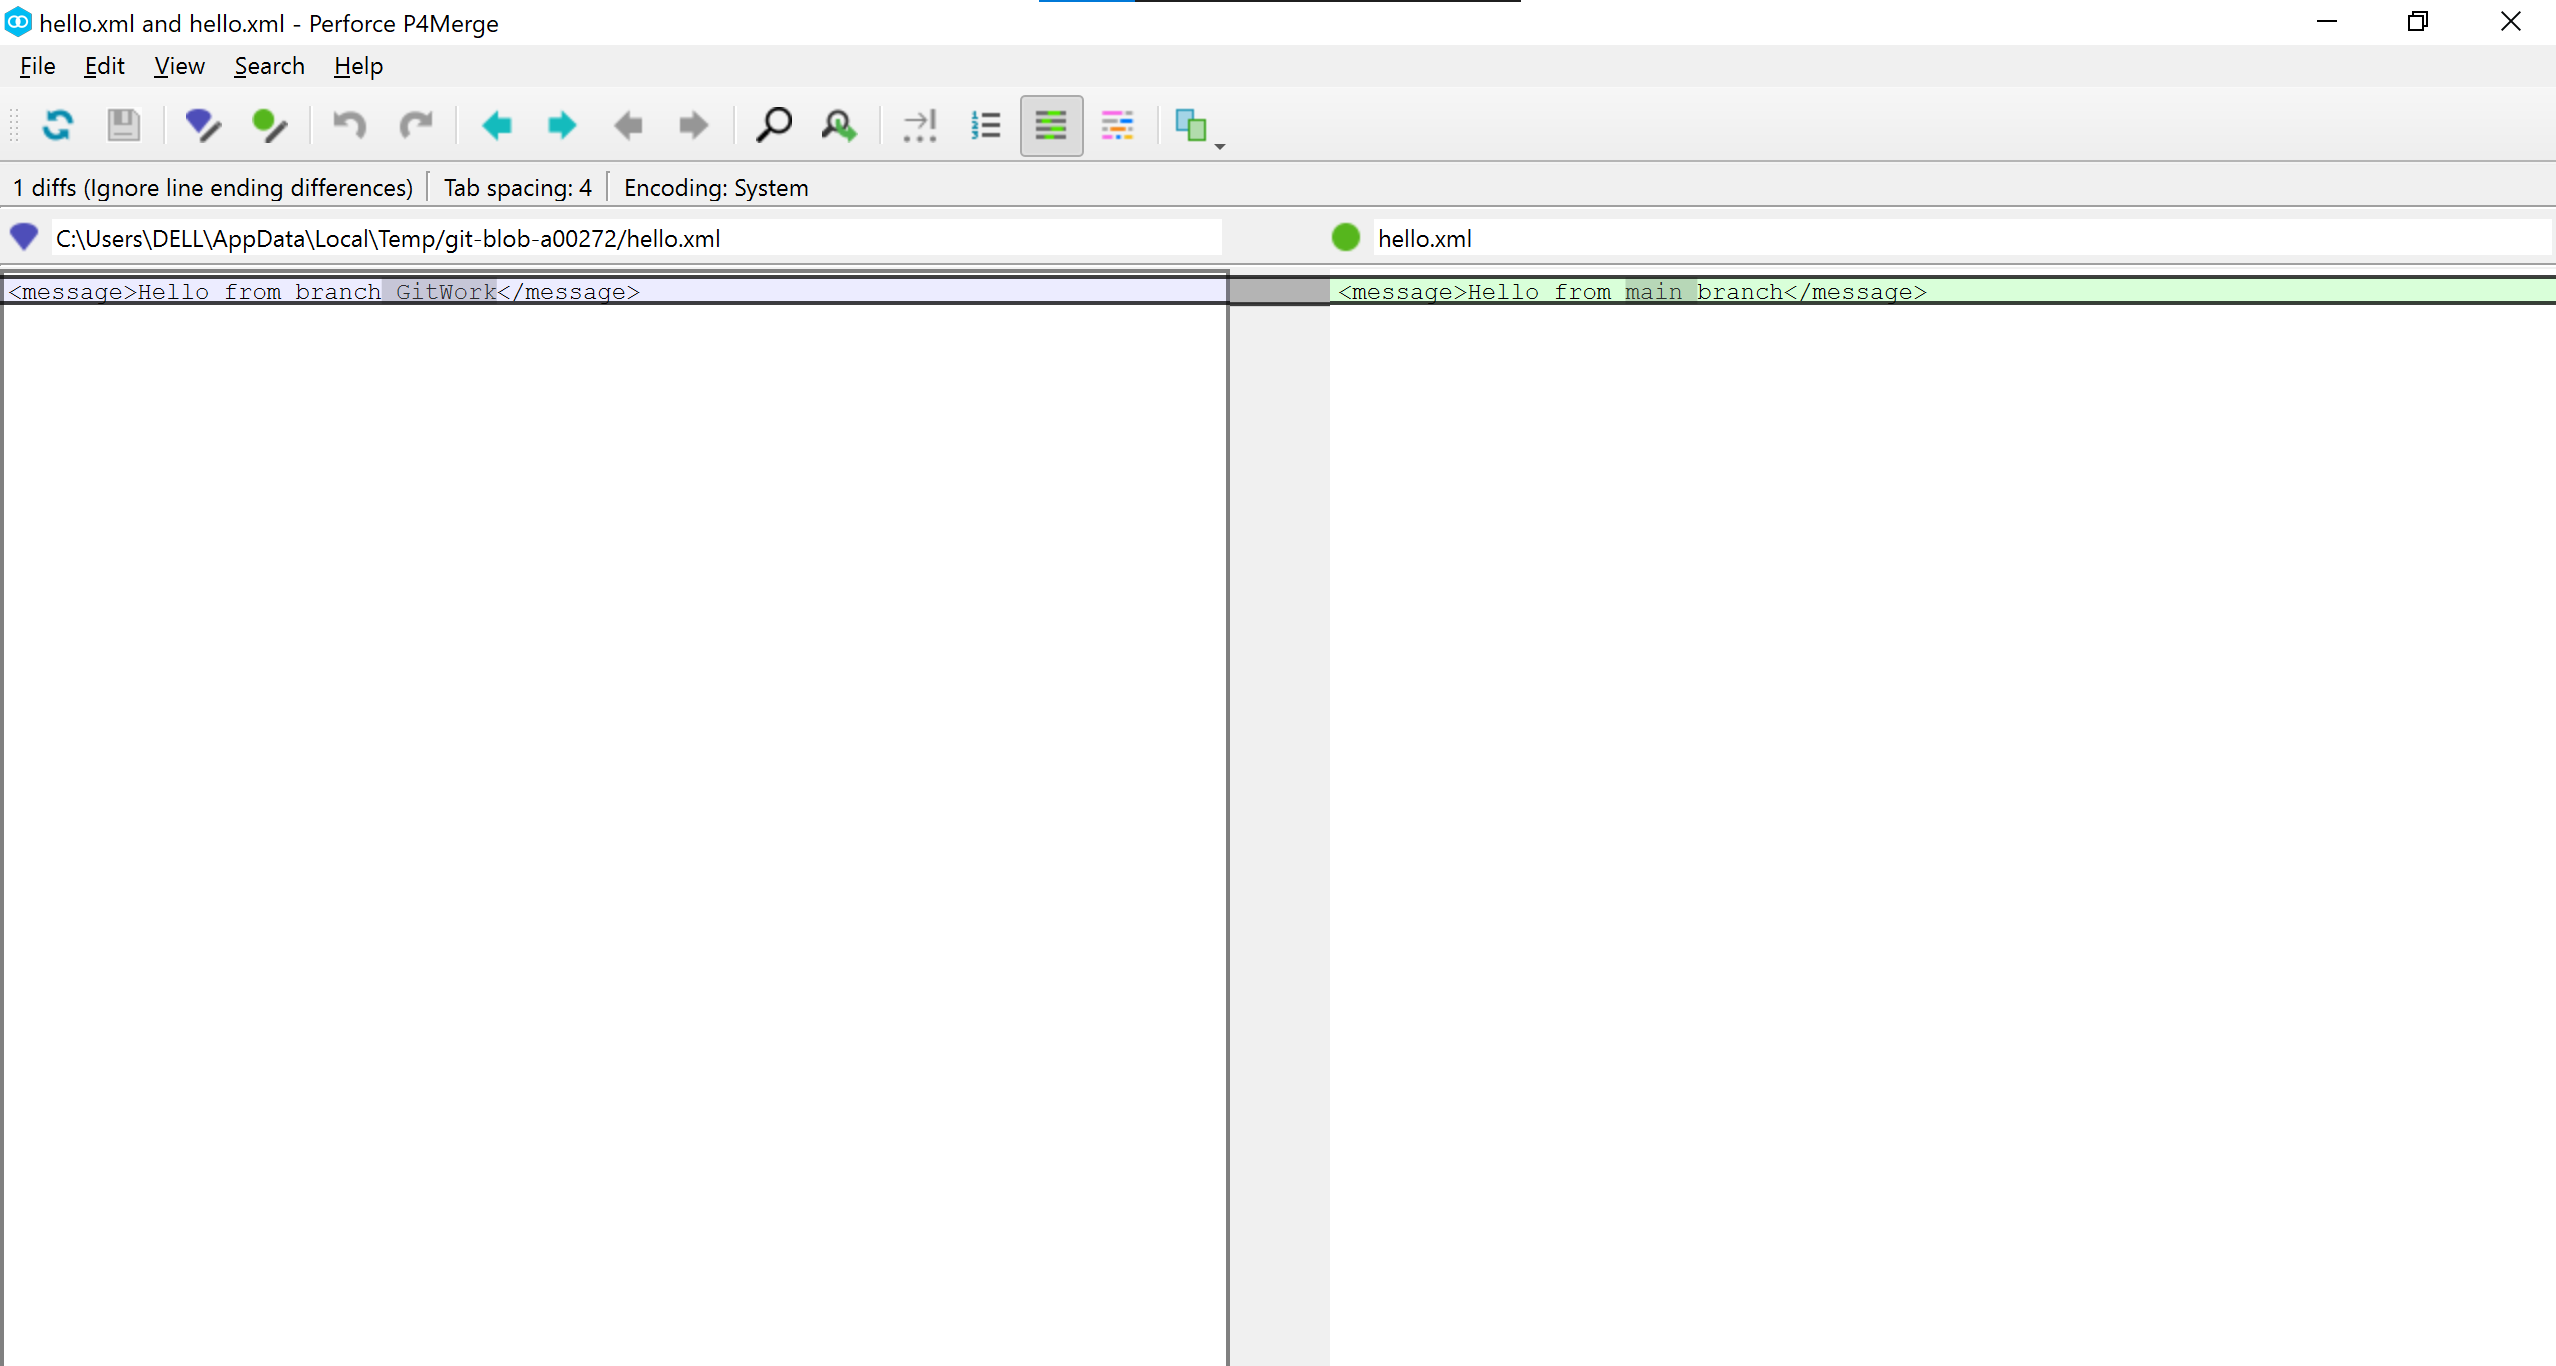 hello.xml and hello.xml - Perforce P4Merge
File Edit View Search Help
1 diffs (Ignore line ending differences) Tab spacing: 4 Encoding: System
C:\Users\DELL\AppData\Local\Temp/git-blob-a00272/hello.xml hello.xml
<message>Hello from branch GitWork</message> <message>Hello from main branch</message>